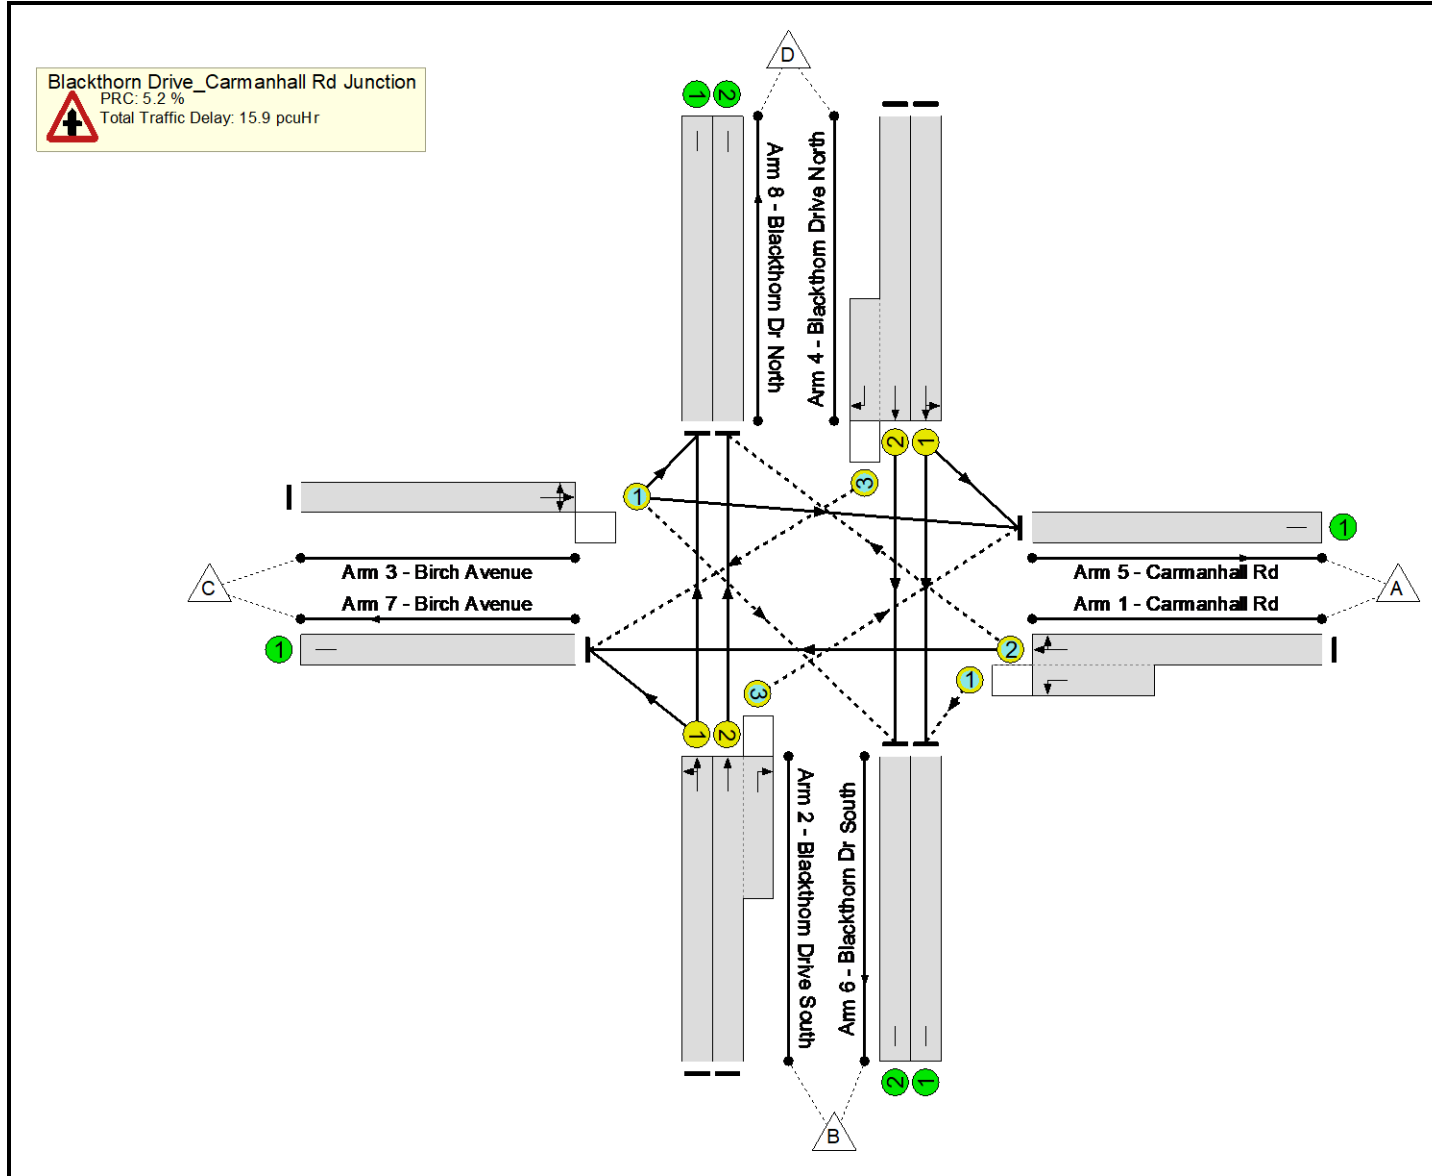 Blackthorn Drive_Carmanhall Rd Junction
PRC: 5.2 %
Total Traffic Delay: 15.9 pcuHr
D
1
2
Arm 8 - Blackthorn Dr North
Arm 4 - Blackthorn Drive North
2
1
3
1
1
Arm 3 - Birch Avenue
Arm 7 - Birch Avenue
C
1
Arm 5 - Carmanhall Rd
Arm 1 - Carmanhall Rd
A
2
1
3
1
2
Arm 2 - Blackthorn Drive South
Arm 6 - Blackthorn Dr South
2
1
B